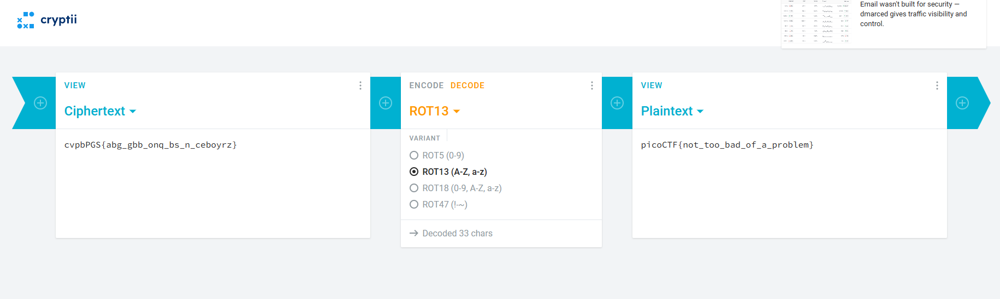 cryptii
Email wasn't built for security —
dmarced gives traffic visibility and
control.
VIEW
Ciphertext
cvpbPGS{abg_gbb_onq_bs_n_ceboyrz}
ENCODE DECODE
ROT13
VARIANT
ROT5 (0-9)
ROT13 (A-Z, a-z)
ROT18 (0-9, A-Z, a-z)
ROT47 (!-~)
→ Decoded 33 chars
VIEW
Plaintext
picoCTF{not_too_bad_of_a_problem}